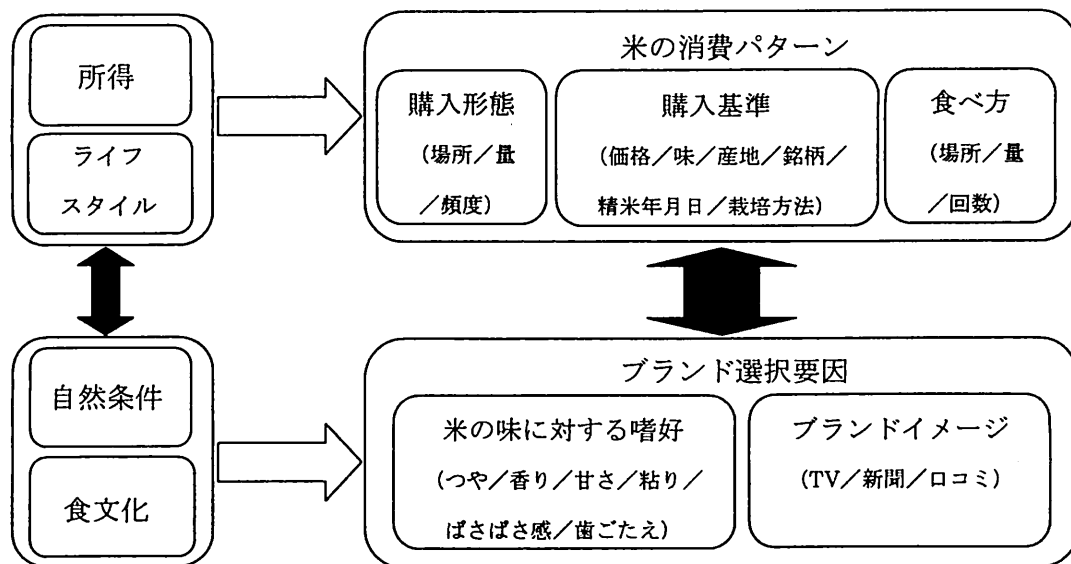 所得
ライフ
スタイル
米の消費パターン
購入形態
(場所／量
／頻度)
購入基準
(価格／味／産地／銘柄／
精米年月日／栽培方法)
食べ方
(場所／量
／回数)
自然条件
食文化
ブランド選択要因
米の味に対する嗜好
(つや／香り／甘さ／粘り／
ぱさぱさ感／歯ごたえ)
ブランドイメージ
(TV／新聞／口コミ)